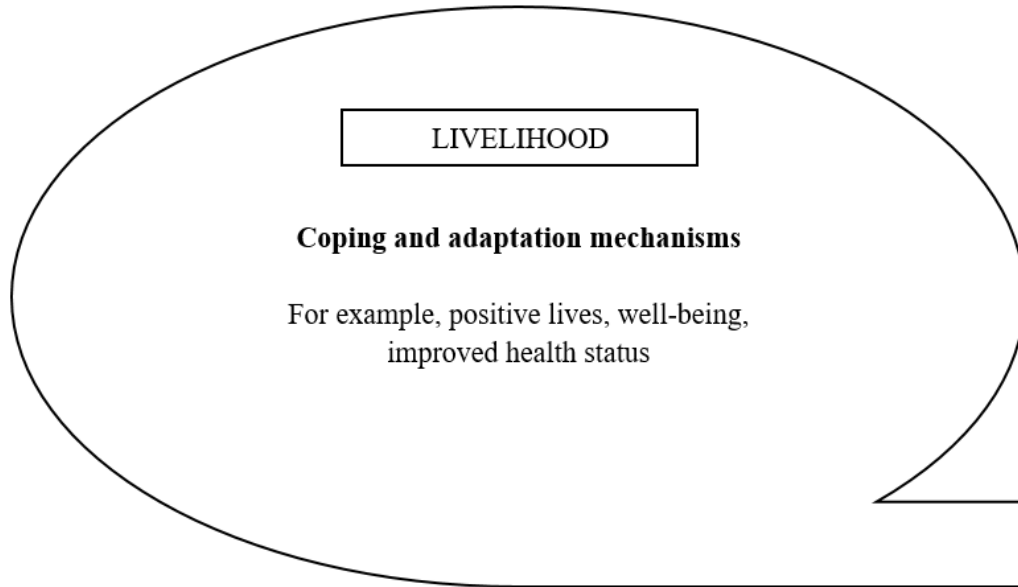 LIVELIHOOD
Coping and adaptation mechanisms
For example, positive lives, well-being,
improved health status